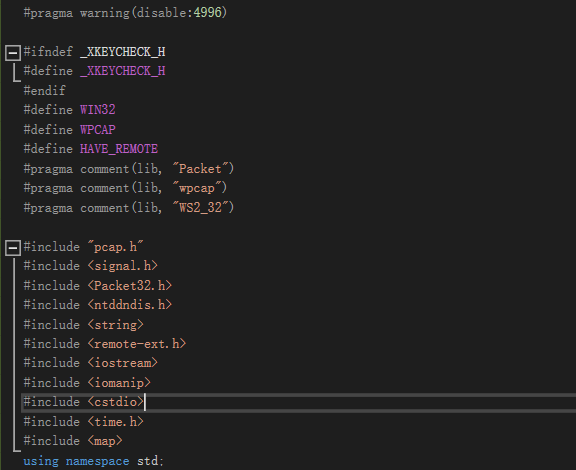 #pragma warning(disable:4996)
#ifndef _XKEYCHECK_H
#define _XKEYCHECK_H
#endif
#define WIN32
#define WPCAP
#define HAVE_REMOTE
#pragma comment(lib, "Packet")
#pragma comment(lib, "wpcap")
#pragma comment(lib, "WS2_32")
#include "pcap.h"
#include <signal.h>
#include <Packet32.h>
#include <ntddndis.h>
#include <string>
#include <remote-ext.h>
#include <iostream>
#include <iomanip>
#include <cstdio>
#include <time.h>
#include <map>
using namespace std;